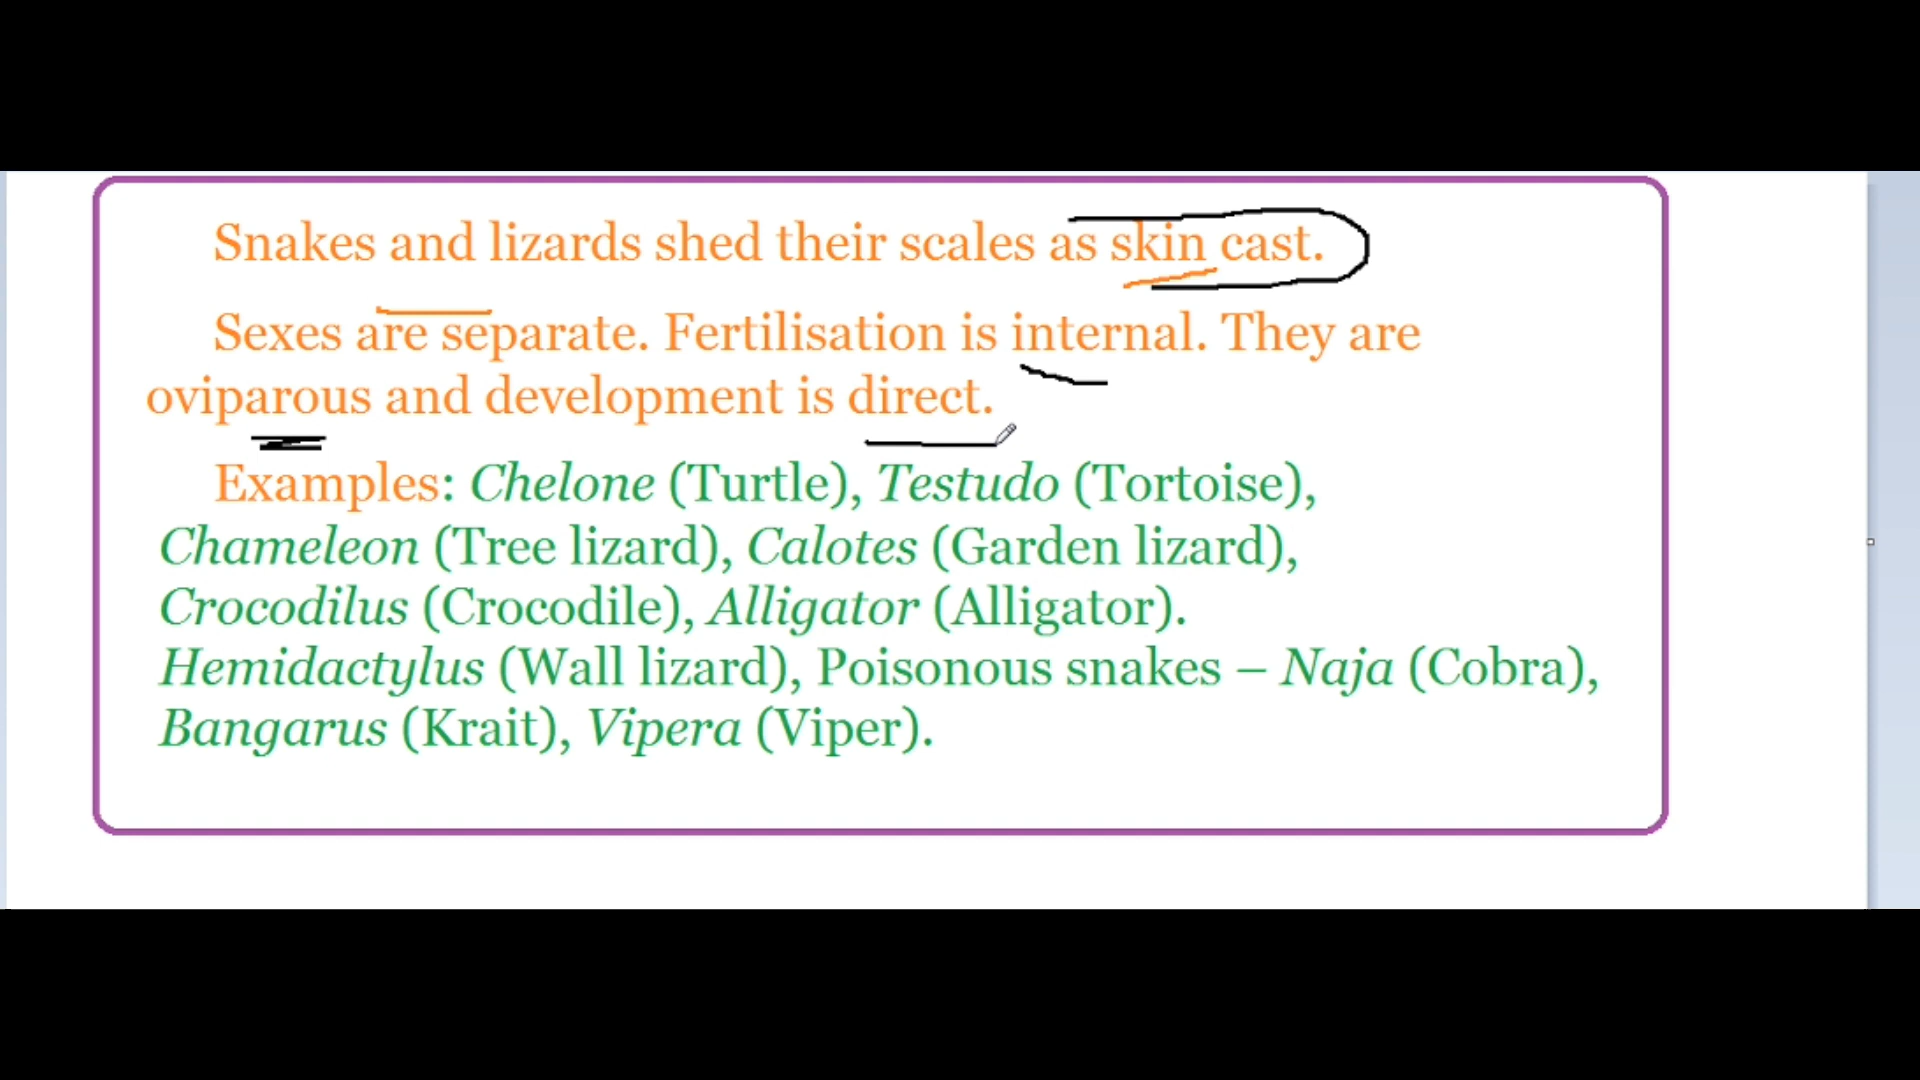 Snakes and lizards shed their scales as skin cast.
Sexes are separate. Fertilisation is internal. They are
oviparous and development is direct.
Examples: Chelone (Turtle), Testudo (Tortoise),
Chameleon (Tree lizard), Calotes (Garden lizard),
Crocodilus (Crocodile), Alligator (Alligator).
Hemidactylus (Wall lizard), Poisonous snakes – Naja (Cobra),
Bangarus (Krait), Vipera (Viper).